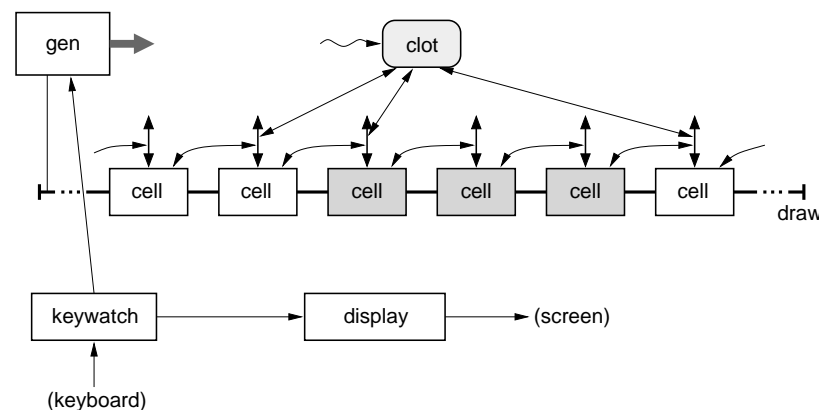 gen
clot
cell cell cell cell cell cell
draw
keywatch display (screen)
(keyboard)